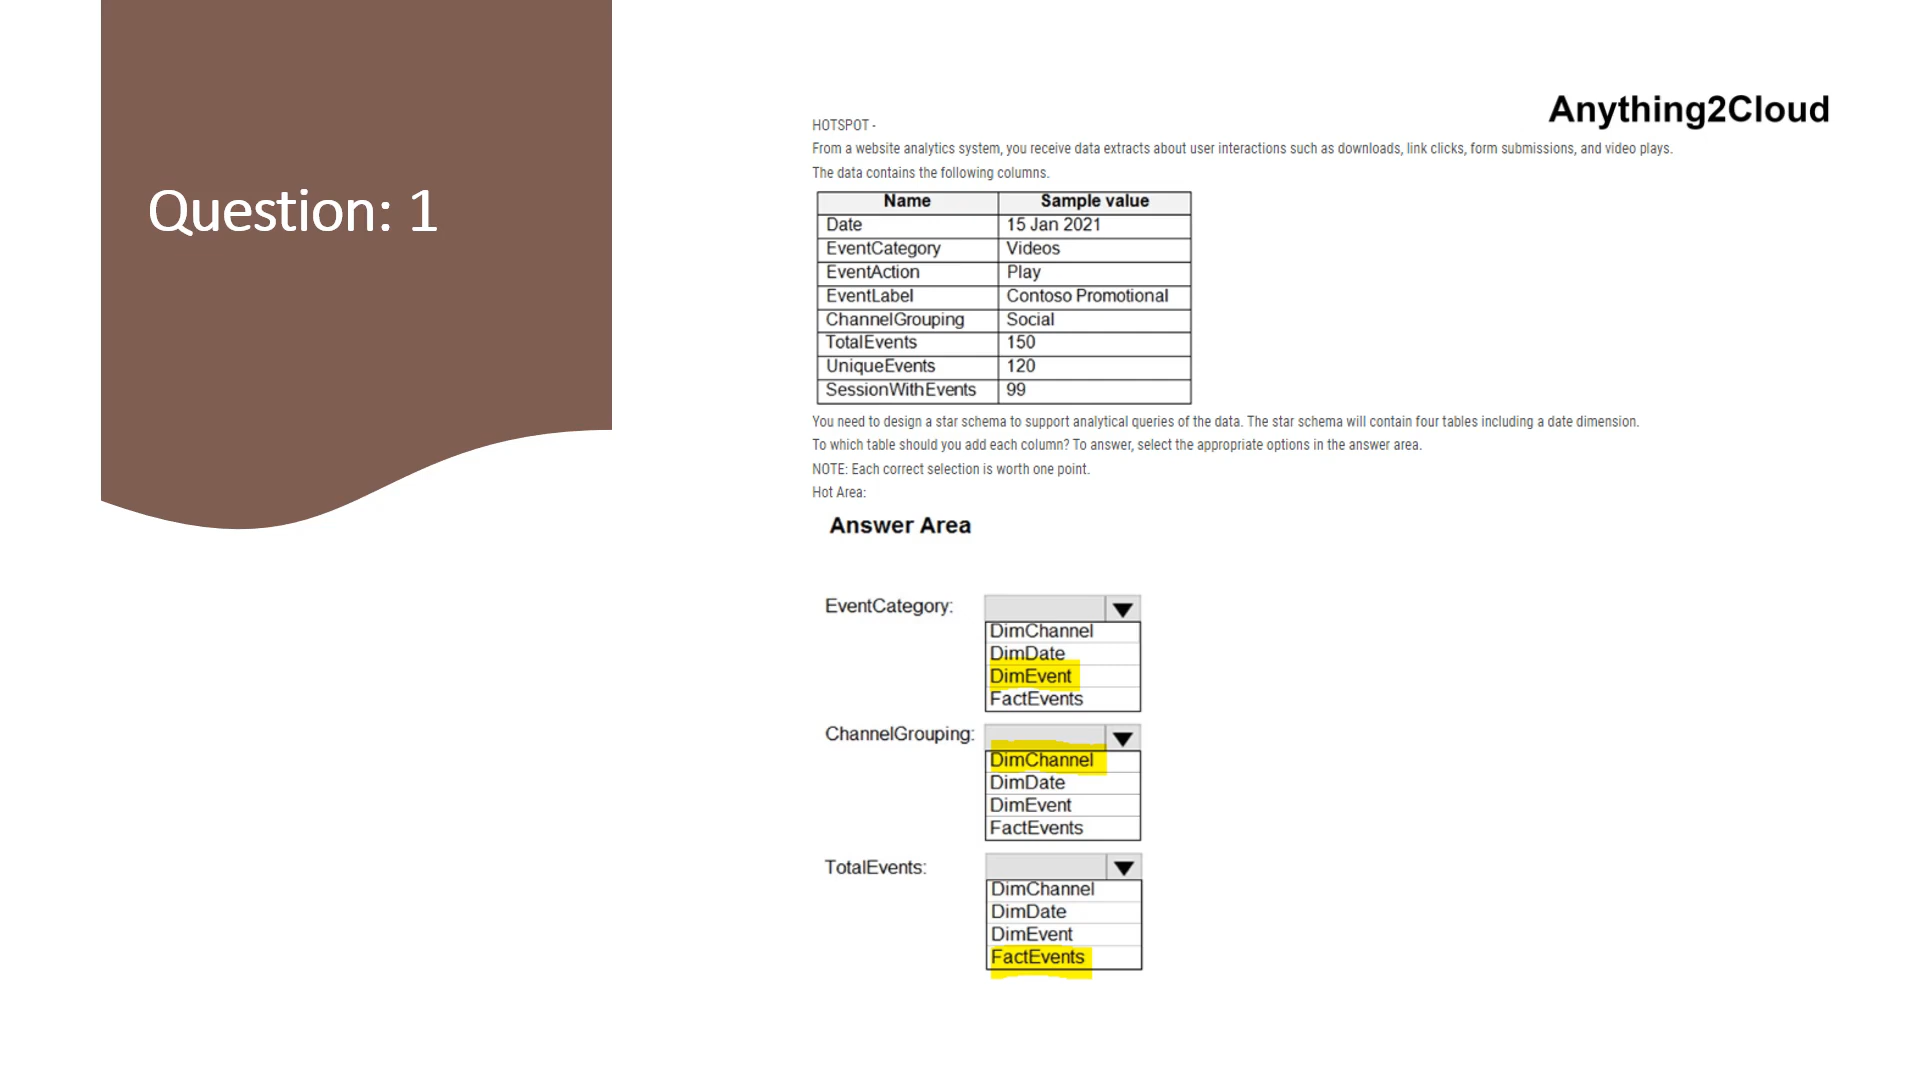 Question: 1
Anything2Cloud
HOTSPOT -
From a website analytics system, you receive data extracts about user interactions such as downloads, link clicks, form submissions, and video plays.
The data contains the following columns.
Name Sample value
Date 15 Jan 2021
EventCategory Videos
EventAction Play
EventLabel Contoso Promotional
ChannelGrouping Social
TotalEvents 150
UniqueEvents 120
SessionWithEvents 99
You need to design a star schema to support analytical queries of the data. The star schema will contain four tables including a date dimension.
To which table should you add each column? To answer, select the appropriate options in the answer area.
NOTE: Each correct selection is worth one point.
Hot Area:
Answer Area
EventCategory:
DimChannel
DimDate
DimEvent
FactEvents
ChannelGrouping:
DimChannel
DimDate
DimEvent
FactEvents
TotalEvents:
DimChannel
DimDate
DimEvent
FactEvents